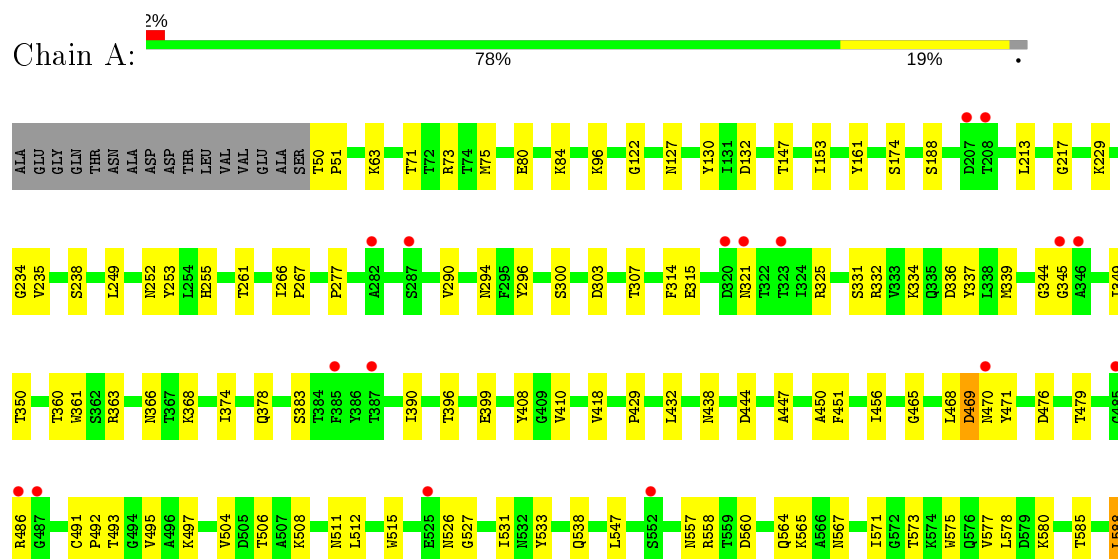 2%
Chain A:
78% 19% •
ALA GLU GLY GLN THR ASN ALA ASP ASP THR LEU VAL VAL GLU ALA SER T50 P51 K63 T71 T72 R73 T74 M75 E80 K84 K96 G122 N127 Y130 I131 D132 T147 I153 Y161 S174 S188 D207 T208 L213 G217 K229
G234 V235 S238 L249 N252 Y253 L254 H255 T261 I266 P267 P277 A282 S287 V290 N294 F295 Y296 S300 D303 T307 F314 E315 D320 N321 T322 T323 I324 R325 S331 R332 V333 K334 Q335 D336 Y337 L338 M339 G344 G345 A346
T350 T360 W361 S362 R363 N366 T367 K368 I374 Q378 S383 T384 F385 Y386 T387 I390 T396 E399 Y408 G409 V410 V418 P429 L432 N438 D444 A447 A450 F451 I456 G465 L468 D469 N470 Y471 D476 T479 G485
R486 G487 C491 P492 T493 G494 V495 A496 K497 V504 D505 T506 A507 K508 N511 L512 W515 E525 N526 G527 I531 N532 Y533 Q538 L547 S552 N557 R558 T559 D560 Q564 K565 A566 N567 I571 G572 T573 K574 W575 Q576 V577 L578 D579 K580 T585